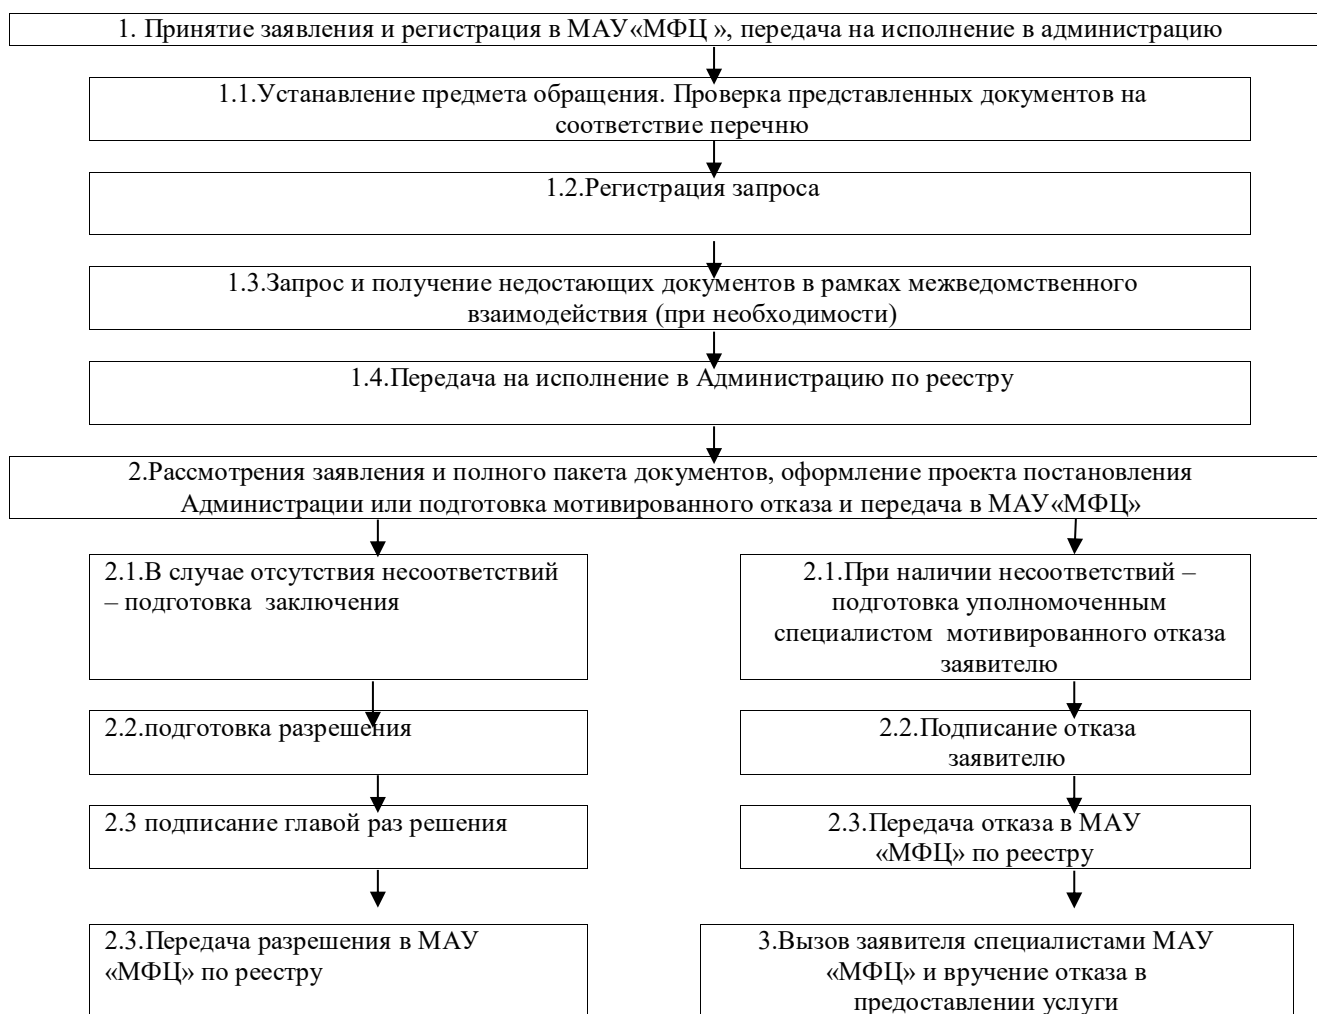 1. Принятие заявления и регистрация в МАУ«МФЦ », передача на исполнение в администрацию
1.1.Устанавление предмета обращения. Проверка представленных документов на
соответствие перечню
1.2.Регистрация запроса
1.3.Запрос и получение недостающих документов в рамках межведомственного
взаимодействия (при необходимости)
1.4.Передача на исполнение в Администрацию по реестру
2.Рассмотрения заявления и полного пакета документов, оформление проекта постановления
Администрации или подготовка мотивированного отказа и передача в МАУ«МФЦ»
2.1.В случае отсутствия несоответствий
– подготовка  заключения
2.1.При наличии несоответствий –
подготовка уполномоченным
специалистом  мотивированного отказа
заявителю
2.2.подготовка разрешения
2.2.Подписание отказа
заявителю
2.3 подписание главой раз решения
2.3.Передача отказа в МАУ
«МФЦ» по реестру
2.3.Передача разрешения в МАУ
«МФЦ» по реестру
3.Вызов заявителя специалистами МАУ
«МФЦ» и вручение отказа в
предоставлении услуги